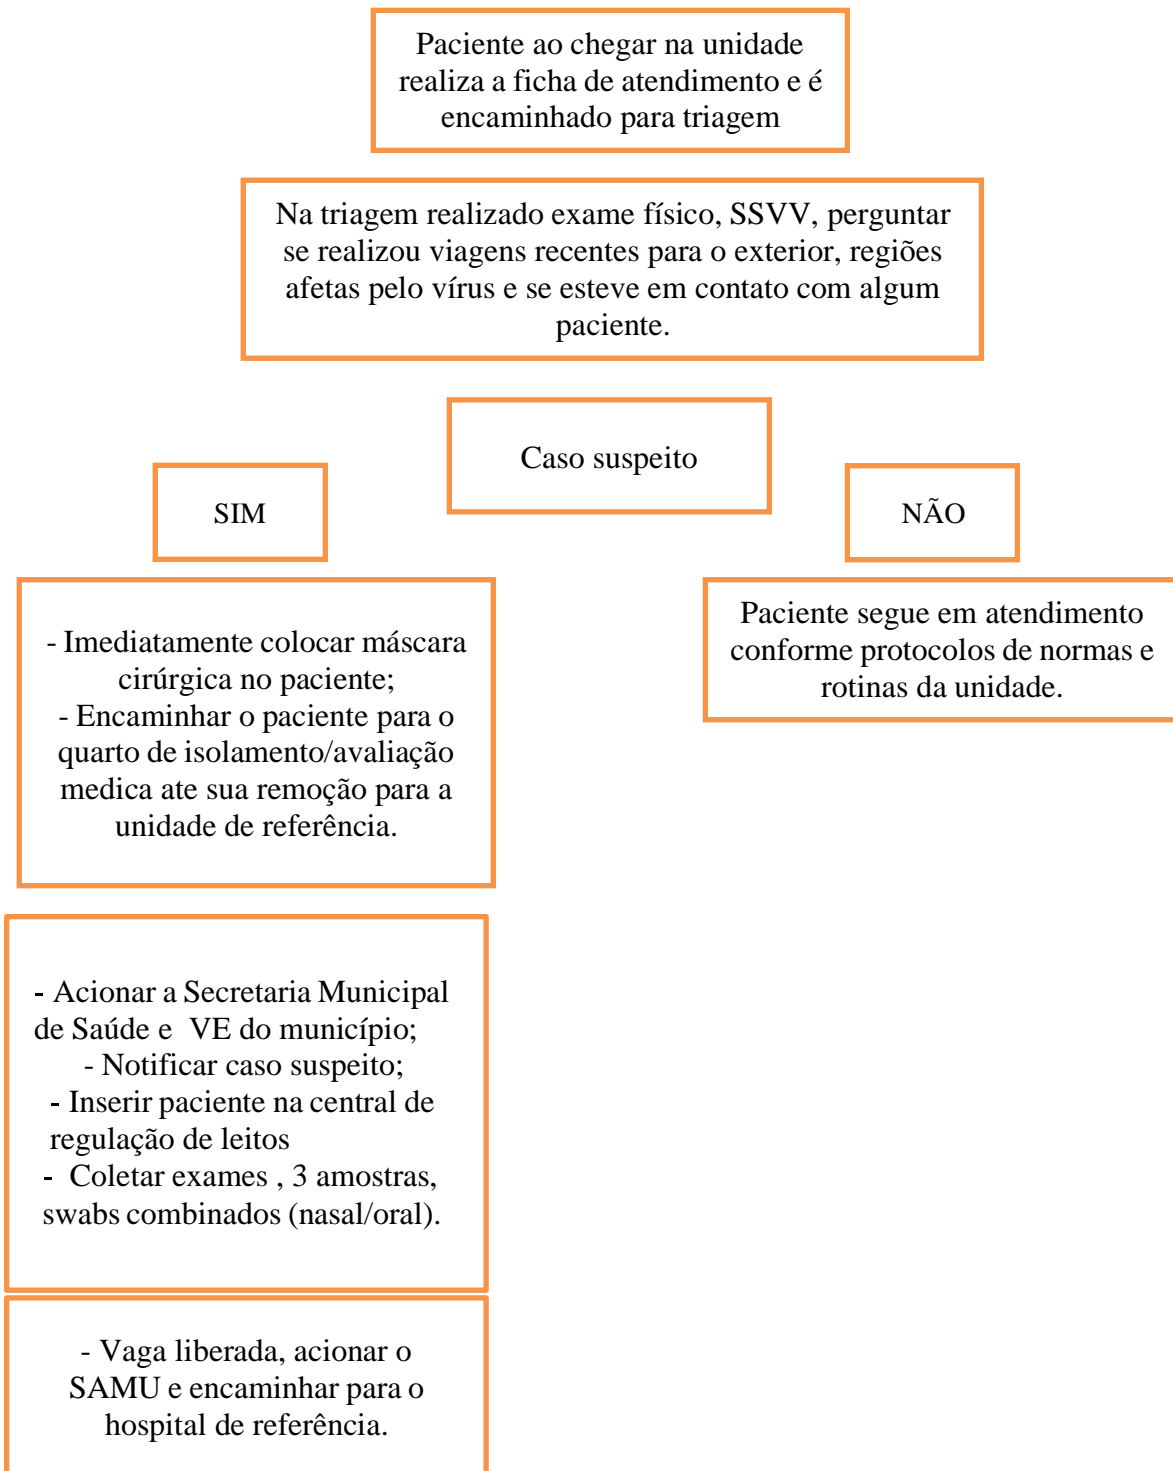 Paciente ao chegar na unidade
realiza a ficha de atendimento e é
encaminhado para triagem
Na triagem realizado exame físico, SSVV, perguntar
se realizou viagens recentes para o exterior, regiões
afetas pelo vírus e se esteve em contato com algum
paciente.
Caso suspeito
SIM
NÃO
- Imediatamente colocar máscara
cirúrgica no paciente;
- Encaminhar o paciente para o
quarto de isolamento/avaliação
medica ate sua remoção para a
unidade de referência.
Paciente segue em atendimento
conforme protocolos de normas e
rotinas da unidade.
- Acionar a Secretaria Municipal
de Saúde e VE do município;
- Notificar caso suspeito;
- Inserir paciente na central de
regulação de leitos
- Coletar exames , 3 amostras,
swabs combinados (nasal/oral).
- Vaga liberada, acionar o
SAMU e encaminhar para o
hospital de referência.